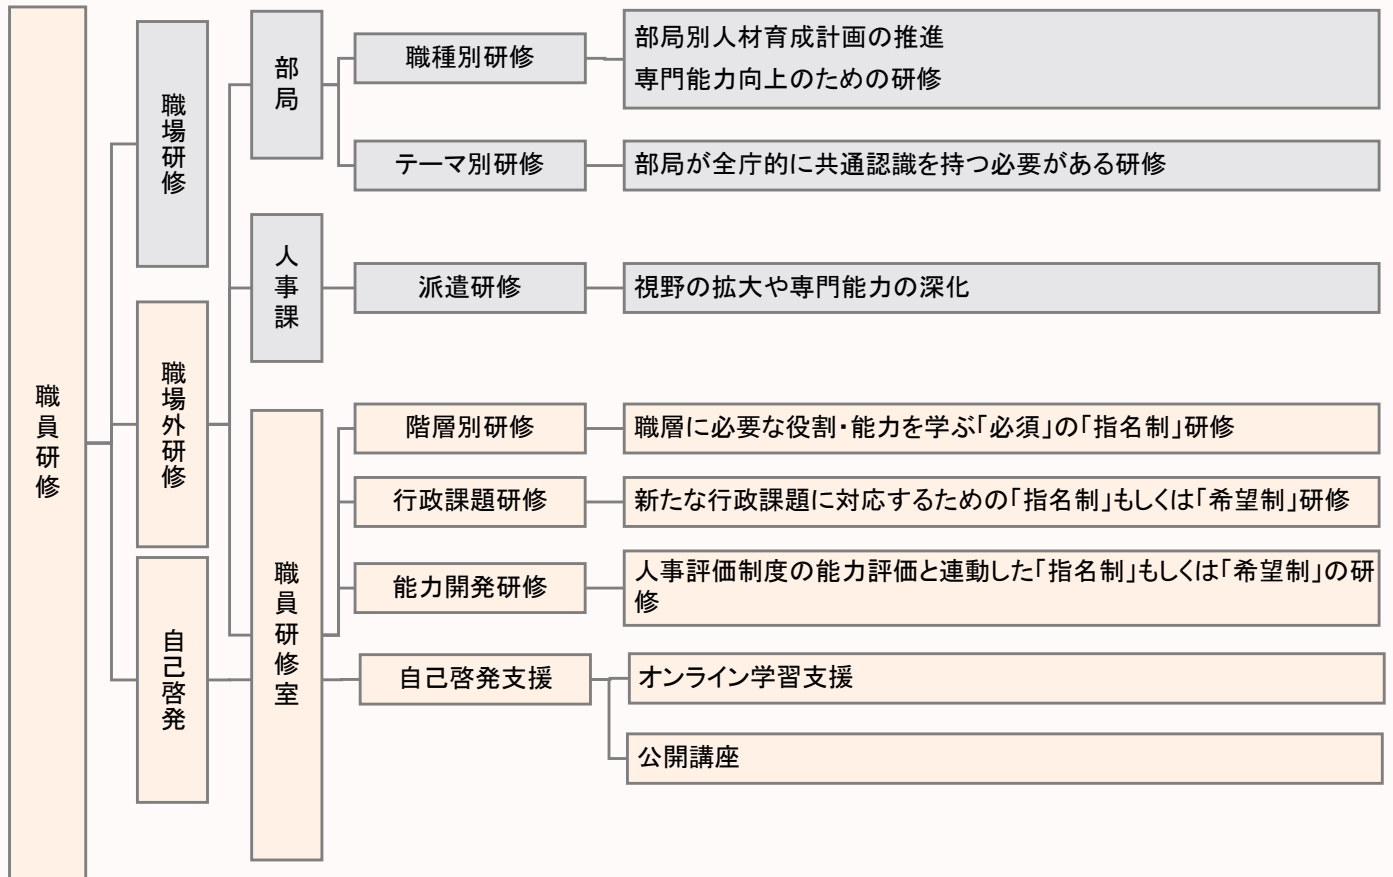 職員研修
職場研修
職場外研修
自己啓発
部局
人事課
職員研修室
職種別研修
部局別人材育成計画の推進
専門能力向上のための研修
テーマ別研修
部局が全庁的に共通認識を持つ必要がある研修
派遣研修
視野の拡大や専門能力の深化
階層別研修
職層に必要な役割・能力を学ぶ「必須」の「指名制」研修
行政課題研修
新たな行政課題に対応するための「指名制」もしくは「希望制」研修
能力開発研修
人事評価制度の能力評価と連動した「指名制」もしくは「希望制」の研
修
自己啓発支援
オンライン学習支援
公開講座